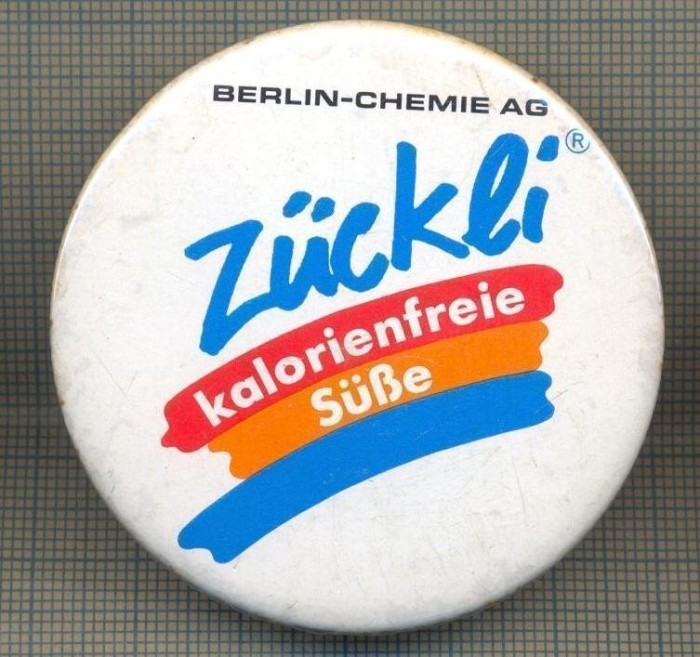 BERLIN-CHEMIE AG
Zückli®
kalorienfreie
Süße